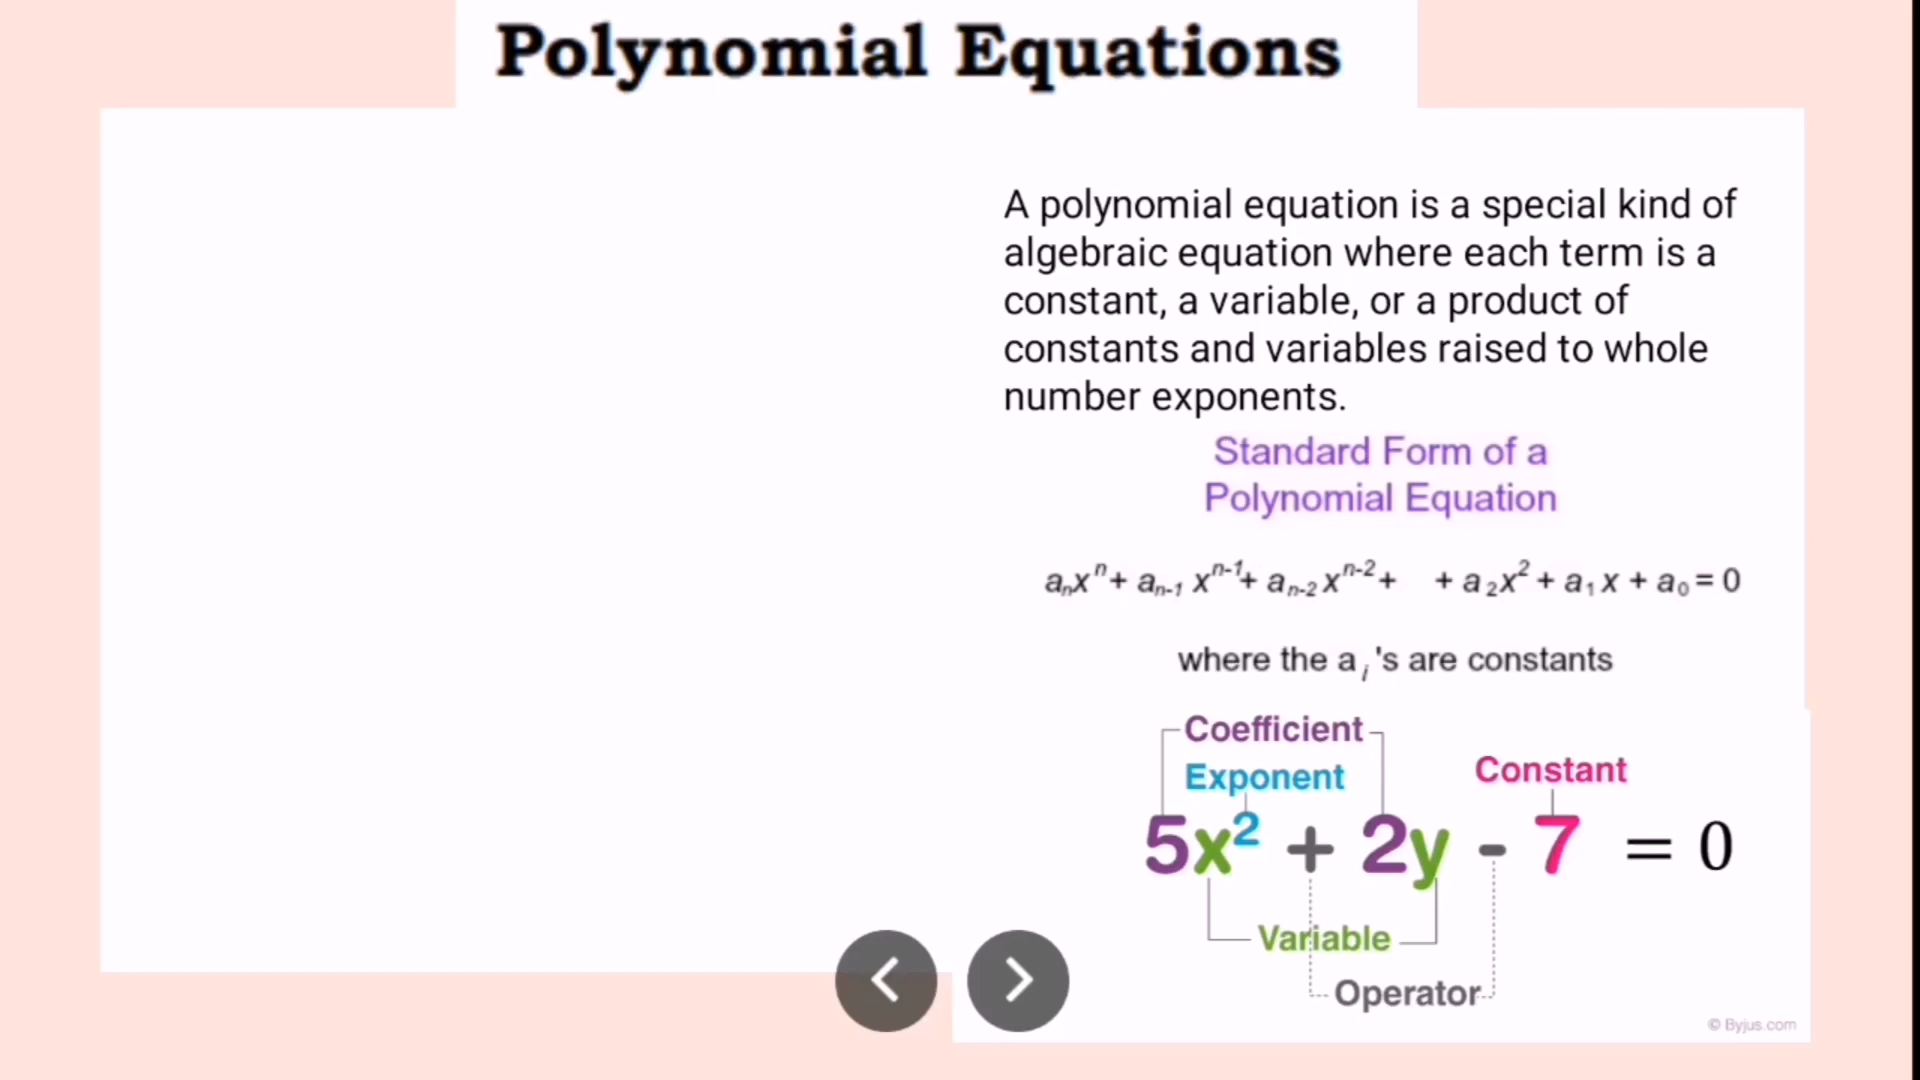 Polynomial Equations
A polynomial equation is a special kind of
algebraic equation where each term is a
constant, a variable, or a product of
constants and variables raised to whole
number exponents.
Standard Form of a
Polynomial Equation
aₙxⁿ + aₙ₋₁ xⁿ⁻¹ + aₙ₋₂ xⁿ⁻² + + a₂x² + a₁x + a₀ = 0
where the aᵢ's are constants
Coefficient
Exponent
Constant
5x² + 2y - 7 = 0
Variable
Operator
© Byjus.com